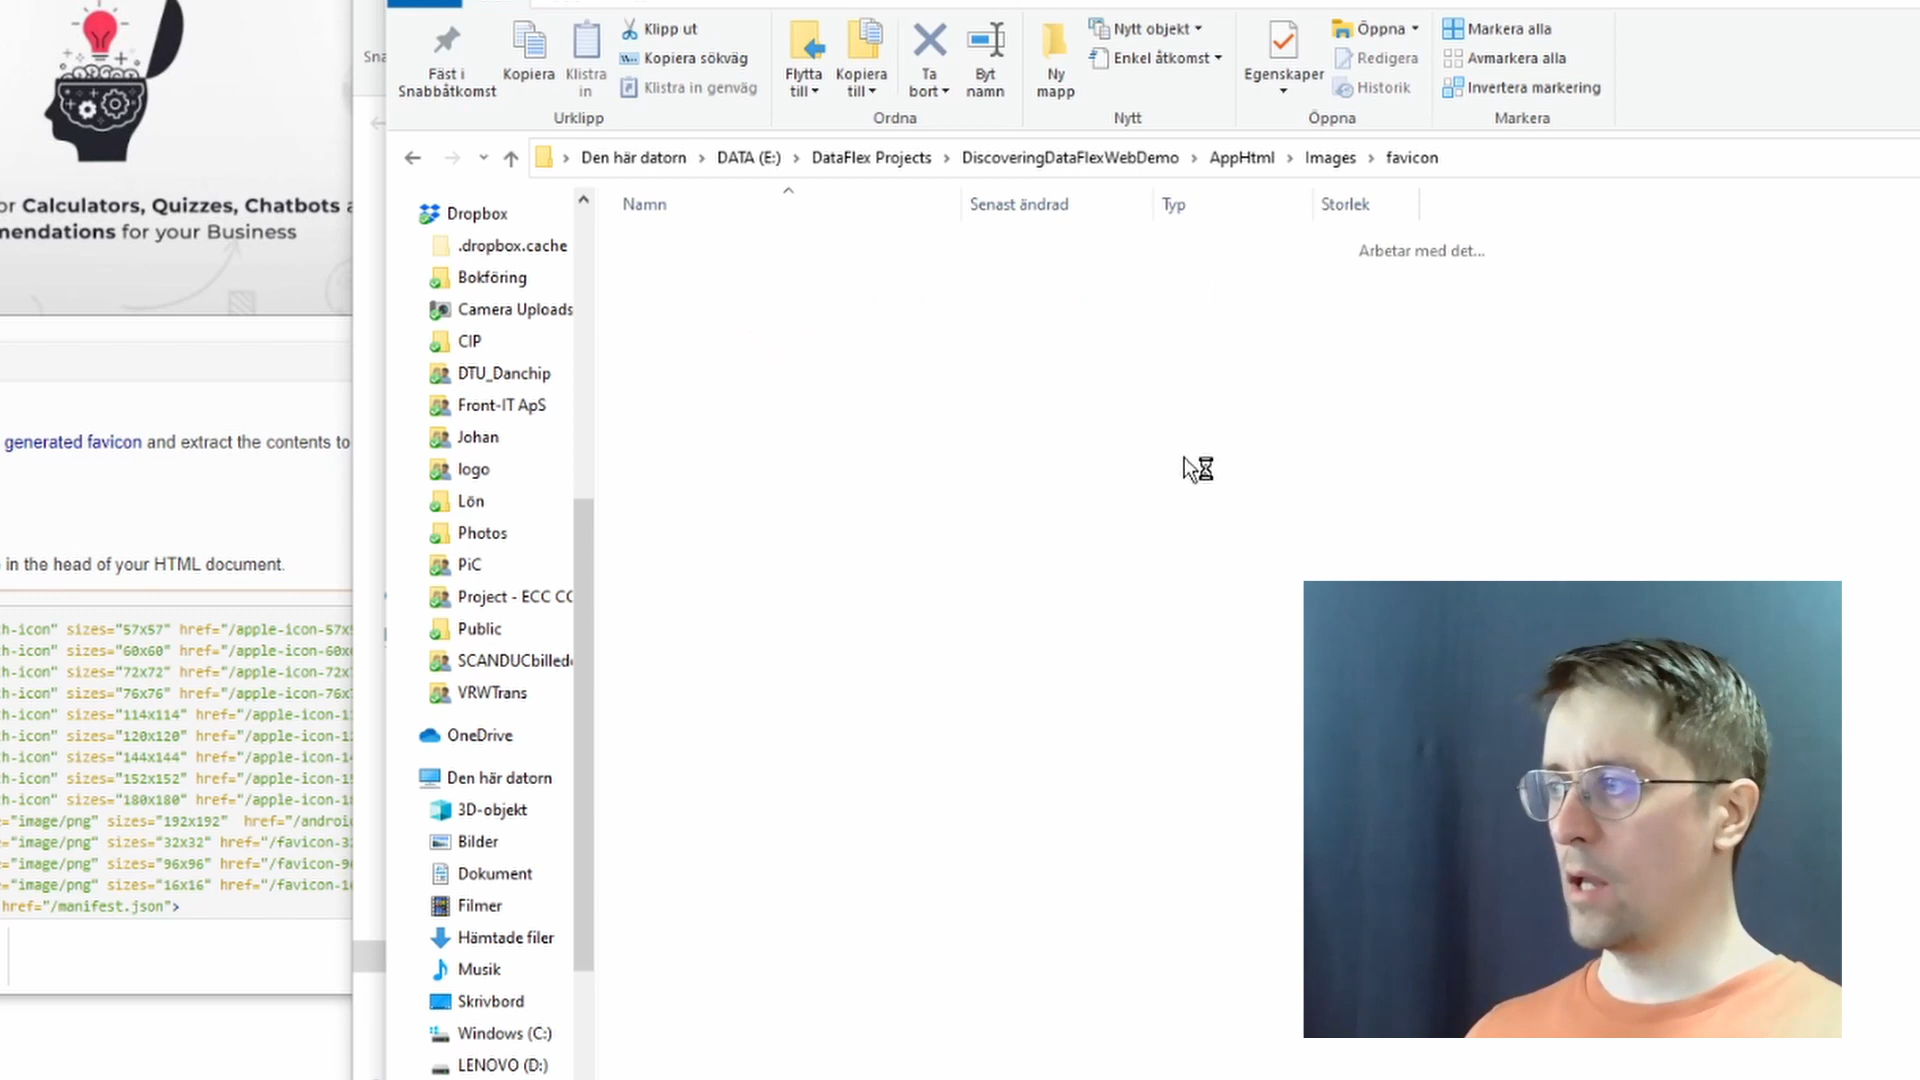 or Calculators, Quizzes, Chatbots a
mendations for your Business
generated favicon and extract the contents to
in the head of your HTML document.
h-icon" sizes="57x57" href="/apple-icon-57x
h-icon" sizes="60x60" href="/apple-icon-60x
h-icon" sizes="72x72" href="/apple-icon-72x
h-icon" sizes="76x76" href="/apple-icon-76x
h-icon" sizes="114x114" href="/apple-icon-1
h-icon" sizes="120x120" href="/apple-icon-1
h-icon" sizes="144x144" href="/apple-icon-1
h-icon" sizes="152x152" href="/apple-icon-1
h-icon" sizes="180x180" href="/apple-icon-1
="image/png" sizes="192x192" href="/androi
="image/png" sizes="32x32" href="/favicon-3
="image/png" sizes="96x96" href="/favicon-9
="image/png" sizes="16x16" href="/favicon-1
href="/manifest.json">
Sna
Fäst i Snabbåtkomst
Kopiera
Klistra in
Klipp ut
Kopiera sökväg
Klistra in genväg
Urklipp
Flytta till
Kopiera till
Ta bort
Byt namn
Ordna
Ny mapp
Nytt objekt
Enkel åtkomst
Nytt
Egenskaper
Öppna
Redigera
Historik
Öppna
Markera alla
Avmarkera alla
Invertera markering
Markera
Den här datorn > DATA (E:) > DataFlex Projects > DiscoveringDataFlexWebDemo > AppHtml > Images > favicon
Namn
Senast ändrad
Typ
Storlek
Arbetar med det...
Dropbox
.dropbox.cache
Bokföring
Camera Uploads
CIP
DTU_Danchip
Front-IT ApS
Johan
logo
Lön
Photos
PiC
Project - ECC CC
Public
SCANDUCbillede
VRWTrans
OneDrive
Den här datorn
3D-objekt
Bilder
Dokument
Filmer
Hämtade filer
Musik
Skrivbord
Windows (C:)
LENOVO (D:)